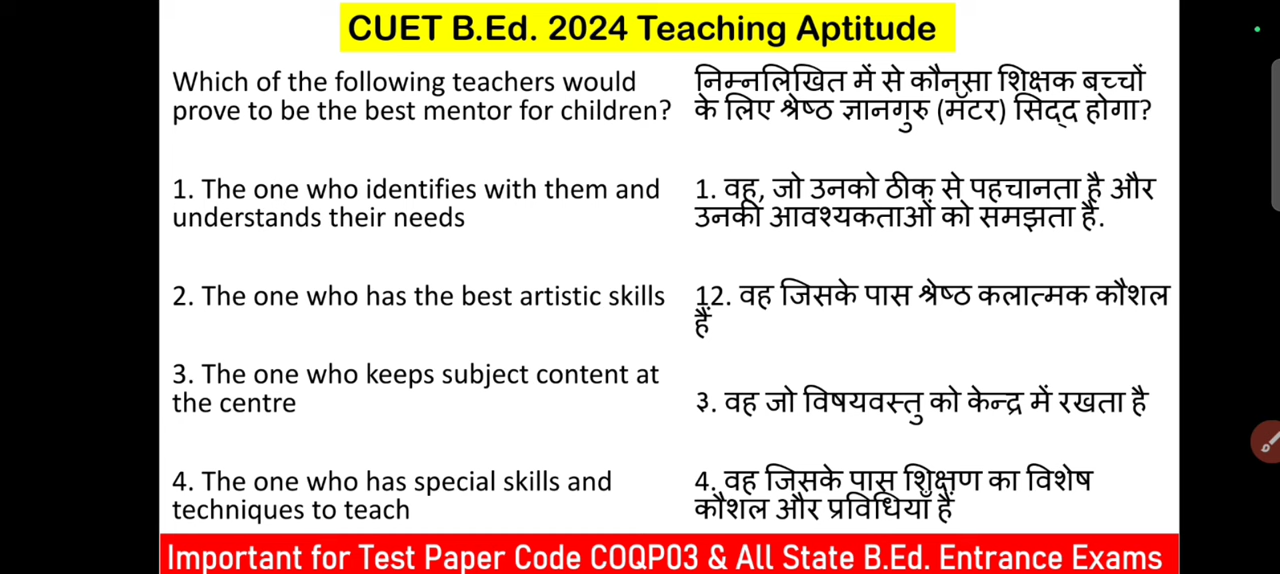 CUET B.Ed. 2024 Teaching Aptitude
Which of the following teachers would
prove to be the best mentor for children?
1. The one who identifies with them and
understands their needs
2. The one who has the best artistic skills
3. The one who keeps subject content at
the centre
4. The one who has special skills and
techniques to teach
निम्नलिखित में से कौनसा शिक्षक बच्चों
के लिए श्रेष्ठ ज्ञानगुरु (मॅटर) सिद्द होगा?
1. वह, जो उनको ठीक से पहचानता है और
उनकी आवश्यकताओं को समझता है.
12. वह जिसके पास श्रेष्ठ कलात्मक कौशल
हैं
३. वह जो विषयवस्तु को केन्द्र में रखता है
4. वह जिसके पास शिक्षण का विशेष
कौशल और प्रविधियाँ हैं
Important for Test Paper Code COQP03 & All State B.Ed. Entrance Exams